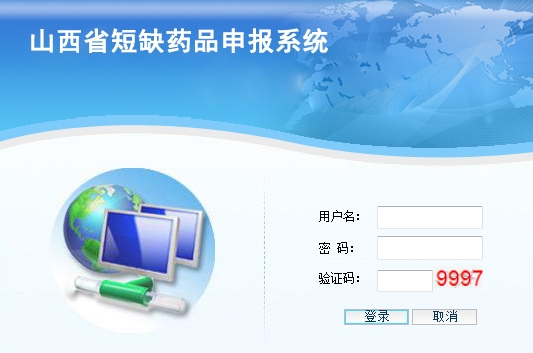 山西省短缺药品申报系统
用户名：
密 码：
验证码： 9997
登录 取消